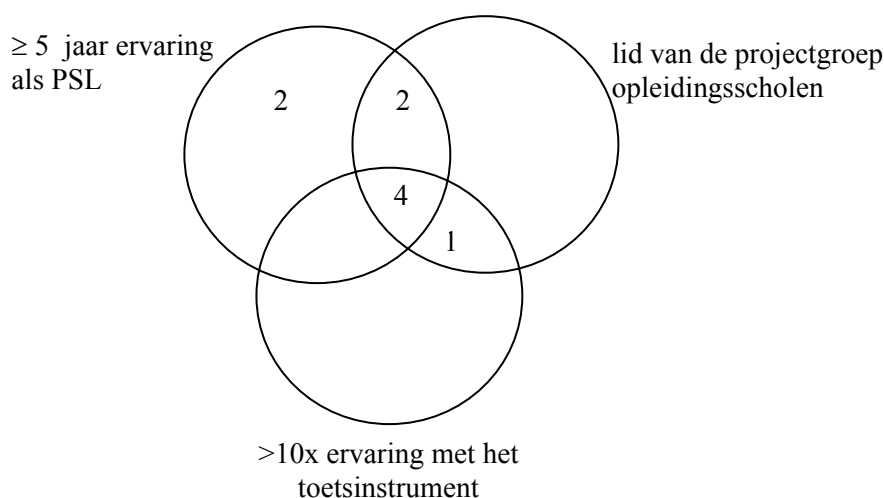 ≥ 5 jaar ervaring
als PSL
lid van de projectgroep
opleidingsscholen
2
2
4
1
>10x ervaring met het
toetsinstrument